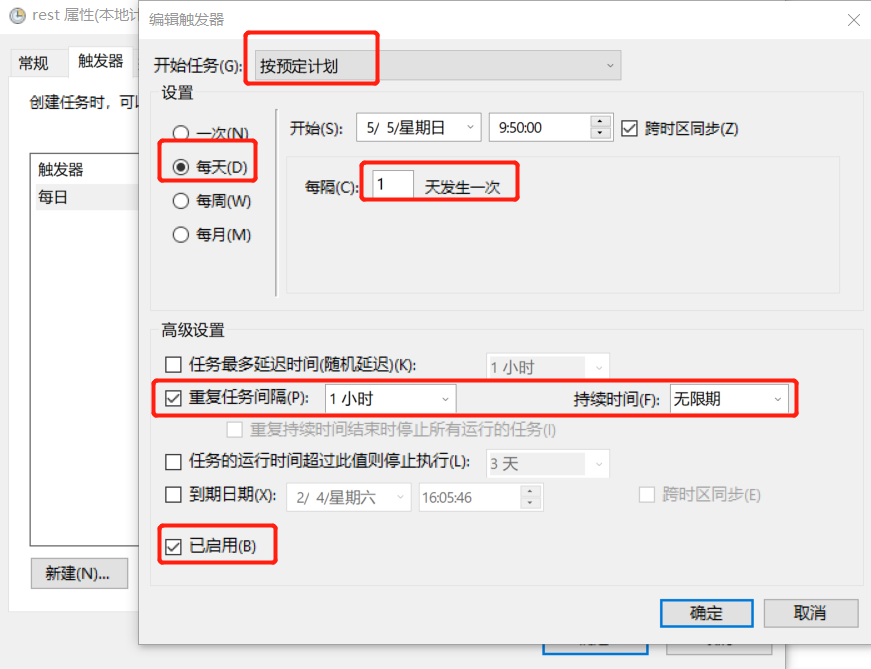 rest 属性(本地计
编辑触发器
常规
触发器
创建任务时，可以
触发器
每日
新建(N)...
开始任务(G):
按预定计划
设置
一次(N)
每天(D)
每周(W)
每月(M)
开始(S):
5/ 5/星期日
9:50:00
跨时区同步(Z)
每隔(C):
1
天发生一次
高级设置
任务最多延迟时间(随机延迟)(K):
1 小时
重复任务间隔(P):
1 小时
持续时间(F):
无限期
重复持续时间结束时停止所有运行的任务(I)
任务的运行时间超过此值则停止执行(L):
3 天
到期日期(X):
2/ 4/星期六
16:05:46
跨时区同步(E)
已启用(B)
确定
取消